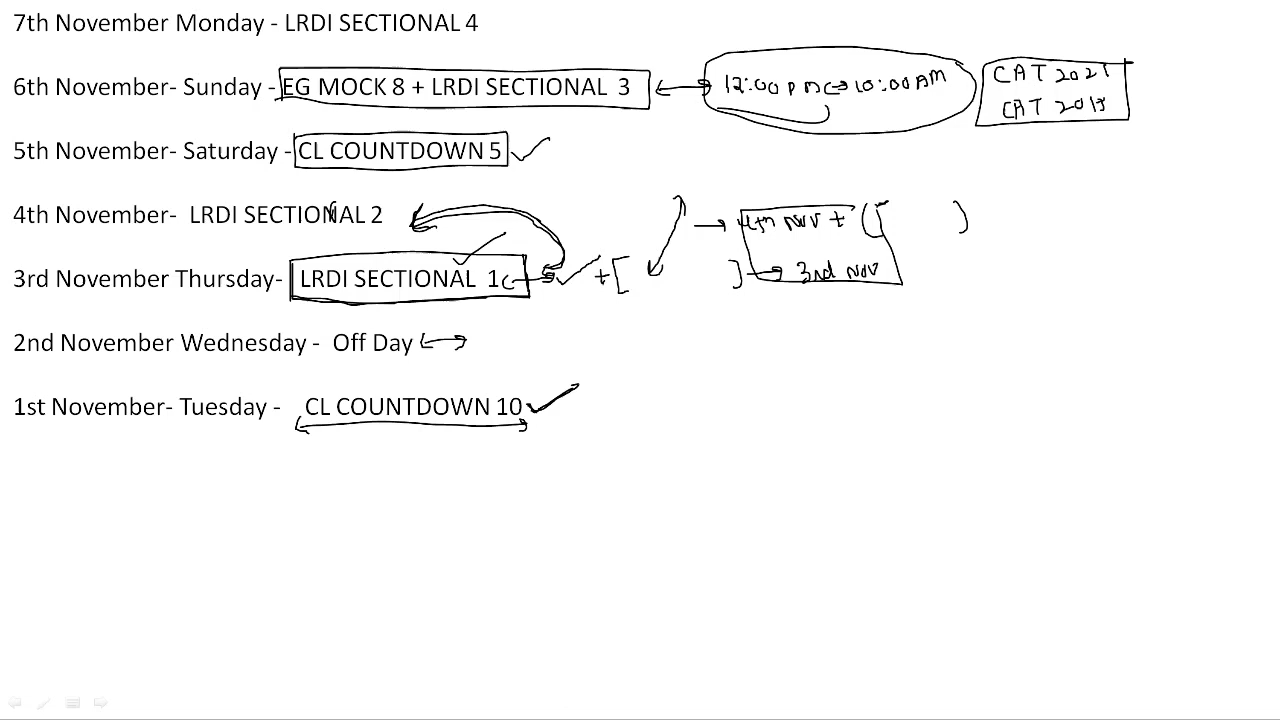 7th November Monday - LRDI SECTIONAL 4
6th November- Sunday - EG MOCK 8 + LRDI SECTIONAL 3 12:00 PM 10:00 AM CAT 2021
CAT 2019
5th November- Saturday - CL COUNTDOWN 5
4th November- LRDI SECTIONAL 2 4th Nov + ( )
3rd November Thursday- LRDI SECTIONAL 1 + [ ] 3rd Nov
2nd November Wednesday - Off Day
1st November- Tuesday - CL COUNTDOWN 10